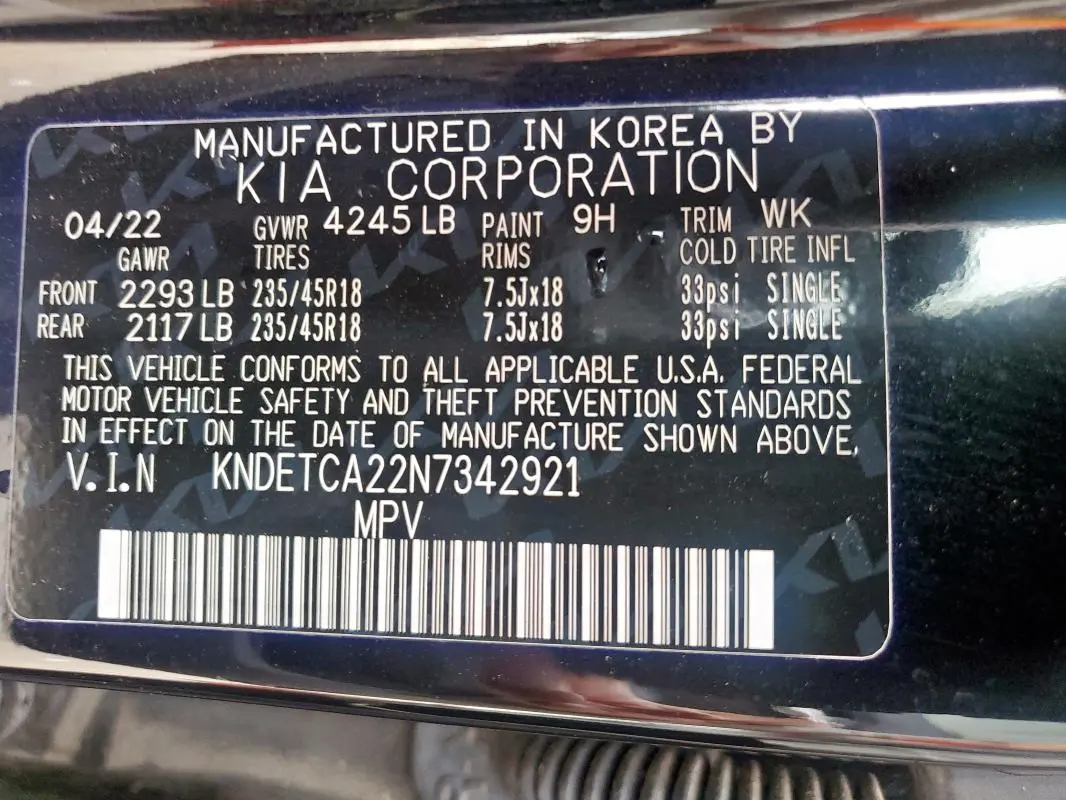 MANUFACTURED IN KOREA BY
KIA CORPORATION
04/22 GVWR 4245 LB PAINT 9H TRIM WK
GAWR TIRES RIMS COLD TIRE INFL
FRONT 2293 LB 235/45R18 7.5Jx18 33psi SINGLE
REAR 2117 LB 235/45R18 7.5Jx18 33psi SINGLE
THIS VEHICLE CONFORMS TO ALL APPLICABLE U.S.A. FEDERAL
MOTOR VEHICLE SAFETY AND THEFT PREVENTION STANDARDS
IN EFFECT ON THE DATE OF MANUFACTURE SHOWN ABOVE,
V.I.N KNDETCA22N7342921
MPV